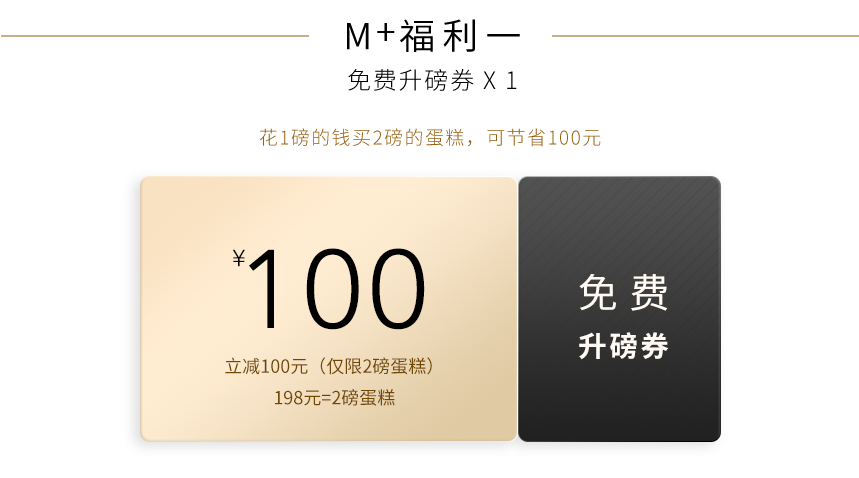 M+福利一
免费升磅券 X 1
花1磅的钱买2磅的蛋糕，可节省100元
¥100
立减100元（仅限2磅蛋糕）
198元=2磅蛋糕
免费
升磅券